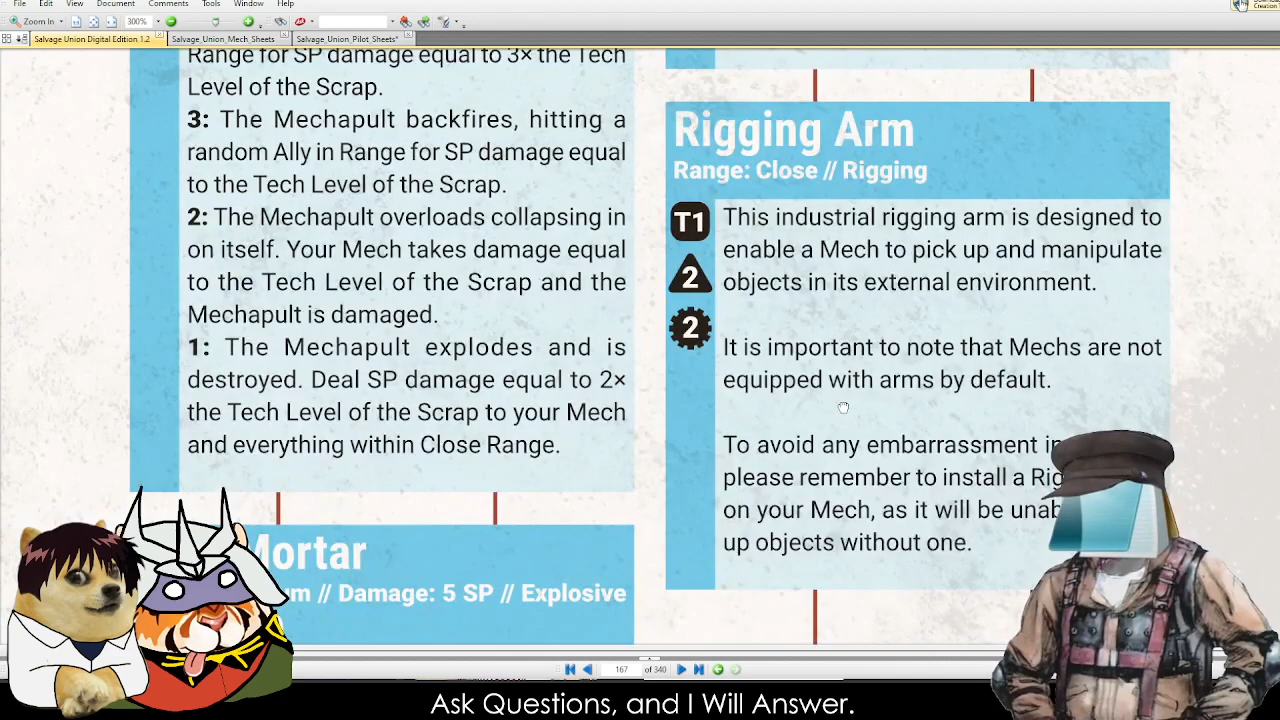 File Edit View Document Comments Tools Window Help
Zoom In 300%
Creation
Salvage Union Digital Edition 1.2 Salvage_Union_Mech_Sheets Salvage_Union_Pilot_Sheets*
Range for SP damage equal to 3× the Tech
Level of the Scrap.
3: The Mechapult backfires, hitting a
random Ally in Range for SP damage equal
to the Tech Level of the Scrap.
2: The Mechapult overloads collapsing in
on itself. Your Mech takes damage equal
to the Tech Level of the Scrap and the
Mechapult is damaged.
1: The Mechapult explodes and is
destroyed. Deal SP damage equal to 2×
the Tech Level of the Scrap to your Mech
and everything within Close Range.
Mortar
m // Damage: 5 SP // Explosive
Rigging Arm
Range: Close // Rigging
T1
2
2
This industrial rigging arm is designed to
enable a Mech to pick up and manipulate
objects in its external environment.
It is important to note that Mechs are not
equipped with arms by default.
To avoid any embarrassment in
please remember to install a Rig
on your Mech, as it will be unab
up objects without one.
167 of 340
Ask Questions, and I Will Answer.